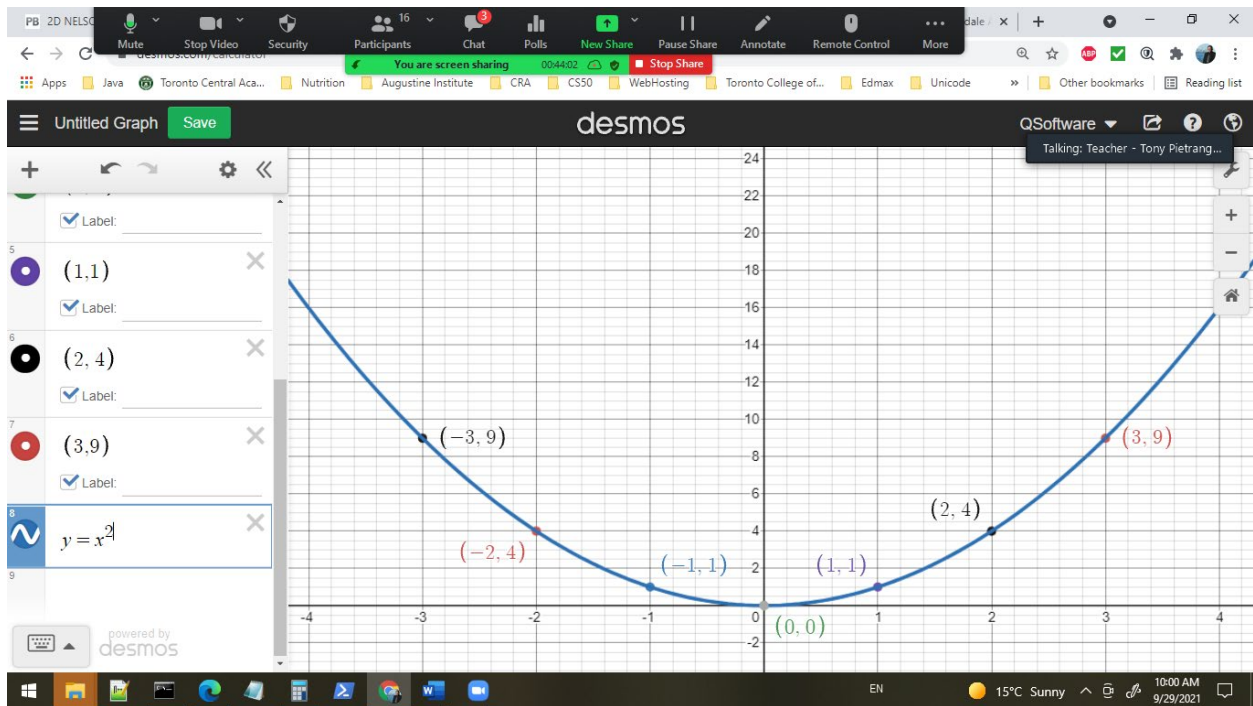 PB 2D NELSO
16
3
dale /
Mute Stop Video Security Participants Chat Polls New Share Pause Share Annotate Remote Control More
desmos.com/calculator
You are screen sharing 00:44:02 Stop Share
ABP
Apps Java Toronto Central Aca... Nutrition Augustine Institute CRA CS50 WebHosting Toronto College of... Edmax Unicode » Other bookmarks Reading list
Untitled Graph Save desmos QSoftware
Talking: Teacher - Tony Pietrang...
Label:
5
(1,1)
Label:
6
(2, 4)
Label:
7
(3,9)
Label:
8
y = x²
9
powered by
desmos
24
22
20
18
16
14
12
10
8
6
4
2
-2
-4 -3 -2 -1 0 1 2 3 4
(−3, 9)
(3, 9)
(2, 4)
(−2, 4)
(−1, 1)
(1, 1)
(0, 0)
EN 15°C Sunny 10:00 AM
9/29/2021